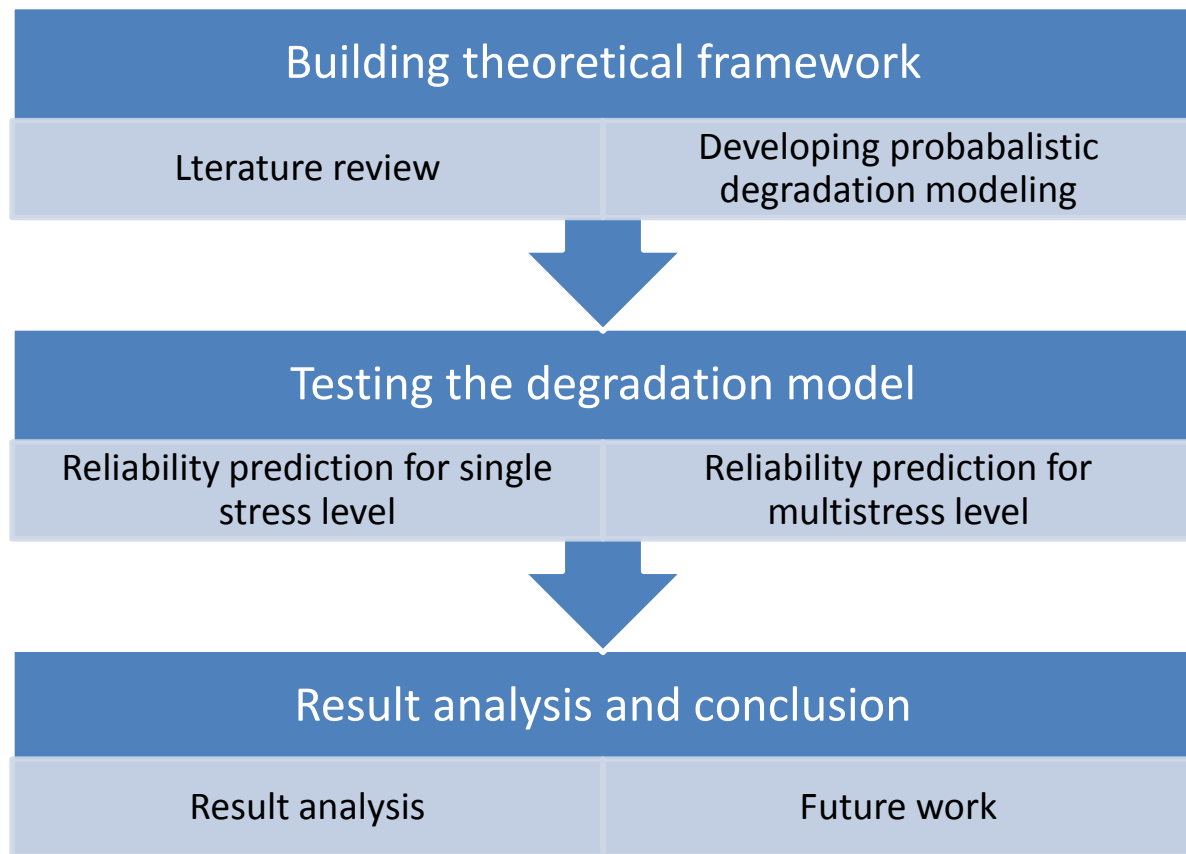 Building theoretical framework
Lterature review
Developing probabalistic
degradation modeling
Testing the degradation model
Reliability prediction for single
stress level
Reliability prediction for
multistress level
Result analysis and conclusion
Result analysis
Future work